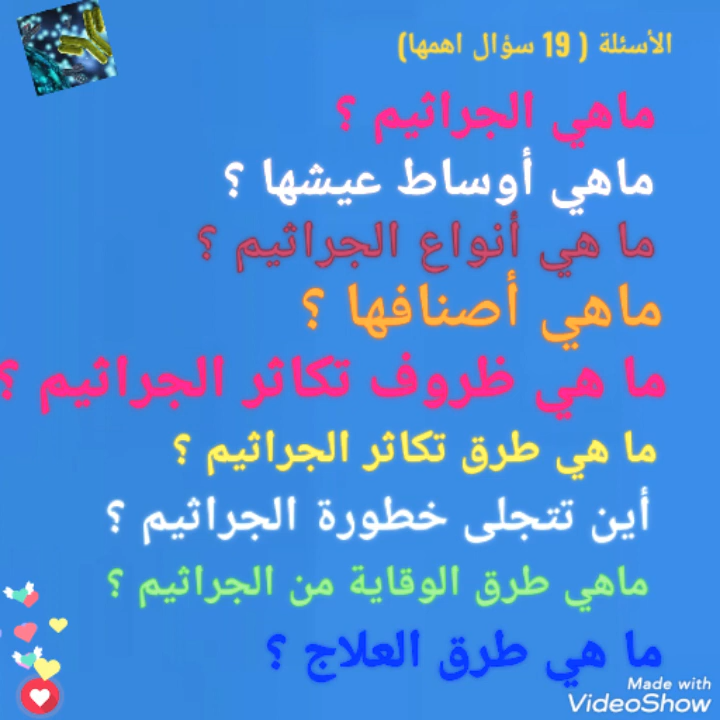 الأسئلة ( 19 سؤال اهمها)
ماهي الجراثيم ؟
ماهي أوساط عيشها ؟
ما هي أنواع الجراثيم ؟
ماهي أصنافها ؟
ما هي ظروف تكاثر الجراثيم ؟
ما هي طرق تكاثر الجراثيم ؟
أين تتجلى خطورة الجراثيم ؟
ماهي طرق الوقاية من الجراثيم ؟
ما هي طرق العلاج ؟
Made with
VideoShow